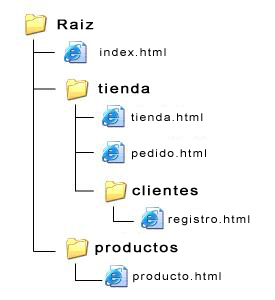 Raiz
index.html
tienda
tienda.html
pedido.html
clientes
registro.html
productos
producto.html